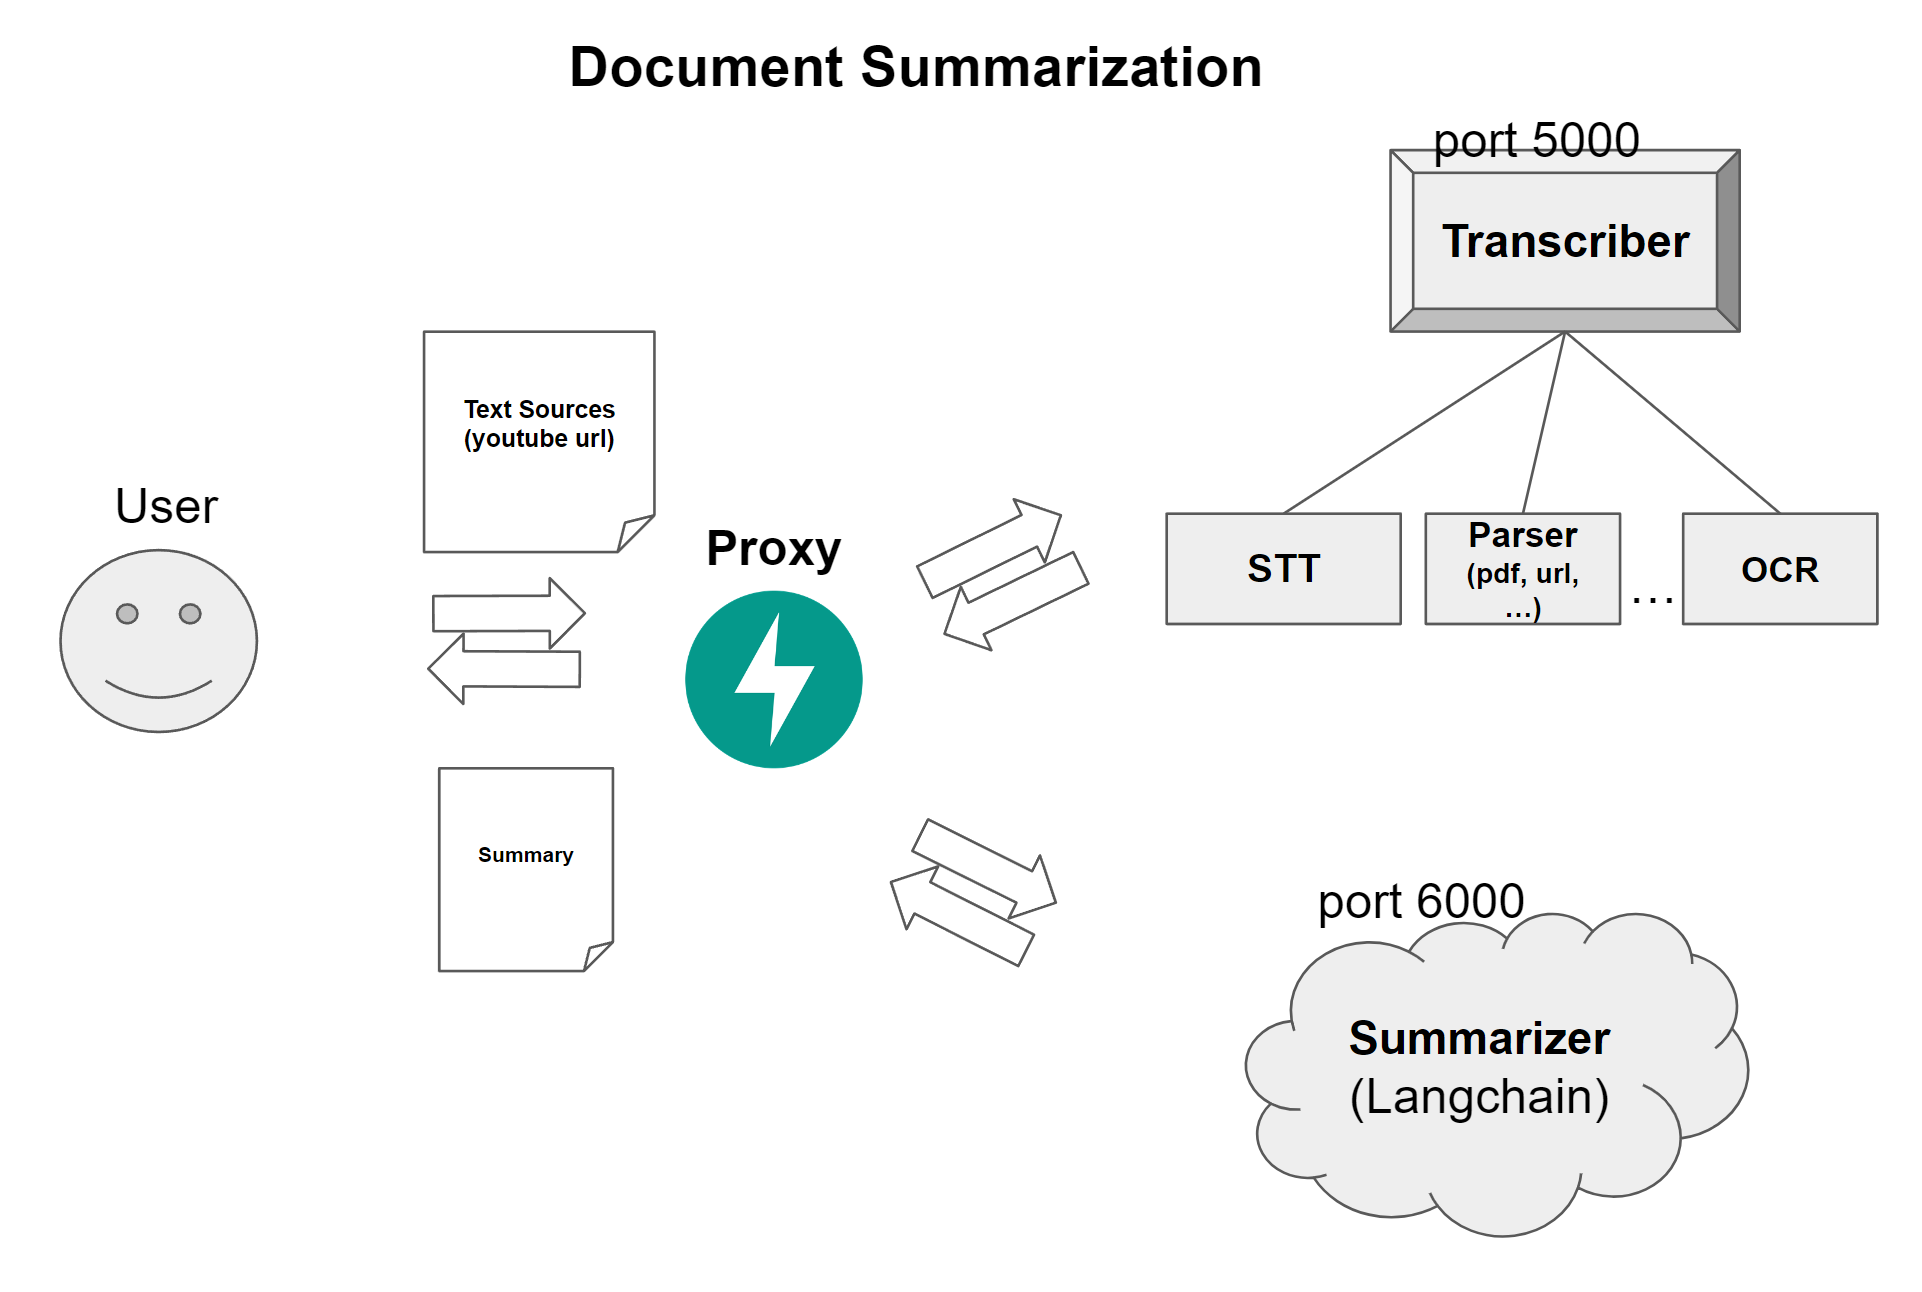 Document Summarization
port 5000
Transcriber
Text Sources
(youtube url)
User
Proxy
STT
Parser
(pdf, url,
...)
...
OCR
Summary
port 6000
Summarizer
(Langchain)